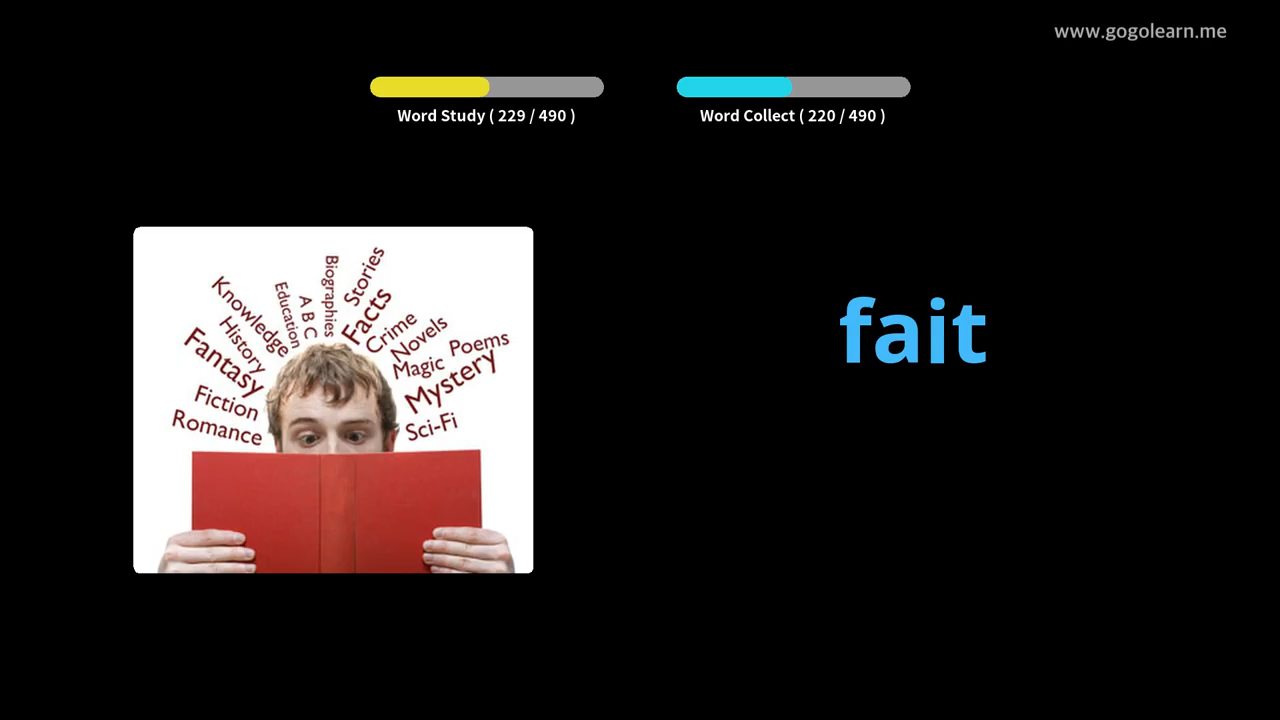 www.gogolearn.me
Word Study ( 229 / 490 )
Word Collect ( 220 / 490 )
fait
Romance
Fiction
Fantasy
History
Knowledge
Education
A B C
Biographies
Stories
Facts
Crime
Novels
Magic
Poems
Mystery
Sci-Fi